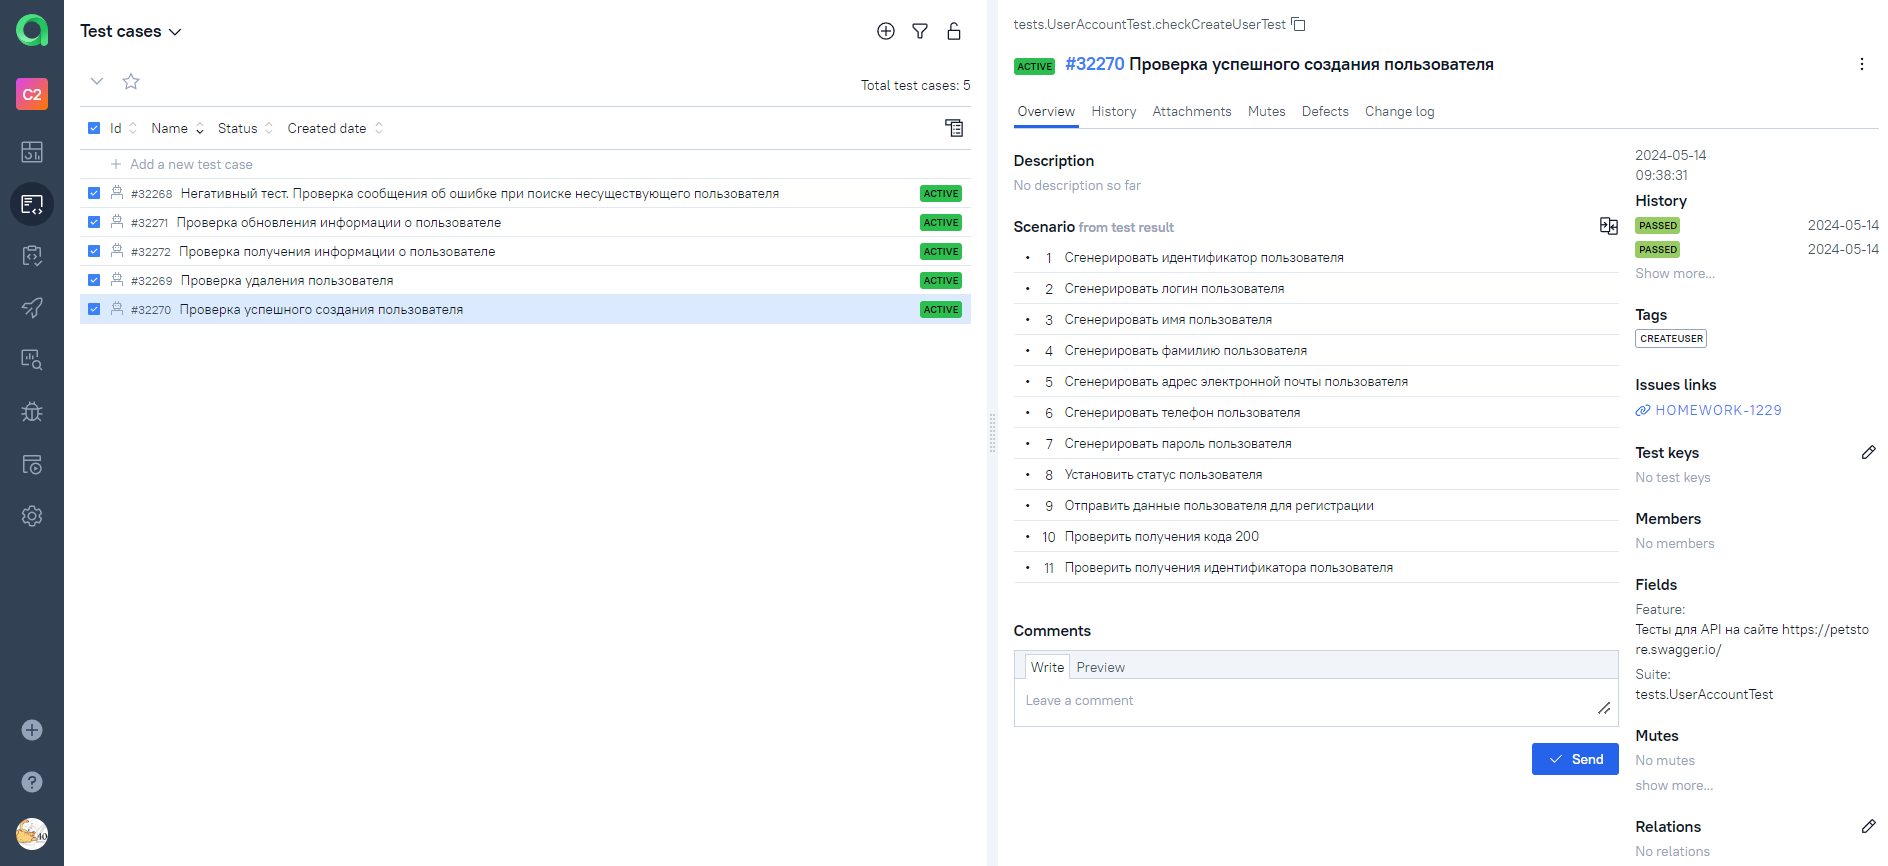 Test cases
C2
Total test cases: 5
Id Name Status Created date
Add a new test case
#32268 Негативный тест. Проверка сообщения об ошибке при поиске несуществующего пользователя ACTIVE
#32271 Проверка обновления информации о пользователе ACTIVE
#32272 Проверка получения информации о пользователе ACTIVE
#32269 Проверка удаления пользователя ACTIVE
#32270 Проверка успешного создания пользователя ACTIVE
tests.UserAccountTest.checkCreateUserTest
ACTIVE #32270 Проверка успешного создания пользователя
Overview History Attachments Mutes Defects Change log
Description
No description so far
Scenario from test result
• 1 Сгенерировать идентификатор пользователя
• 2 Сгенерировать логин пользователя
• 3 Сгенерировать имя пользователя
• 4 Сгенерировать фамилию пользователя
• 5 Сгенерировать адрес электронной почты пользователя
• 6 Сгенерировать телефон пользователя
• 7 Сгенерировать пароль пользователя
• 8 Установить статус пользователя
• 9 Отправить данные пользователя для регистрации
• 10 Проверить получения кода 200
• 11 Проверить получения идентификатора пользователя
Comments
Write Preview
Leave a comment
Send
2024-05-14
09:38:31
History
PASSED 2024-05-14
PASSED 2024-05-14
Show more...
Tags
CREATEUSER
Issues links
HOMEWORK-1229
Test keys
No test keys
Members
No members
Fields
Feature:
Тесты для API на сайте https://petsto
re.swagger.io/
Suite:
tests.UserAccountTest
Mutes
No mutes
show more...
Relations
No relations